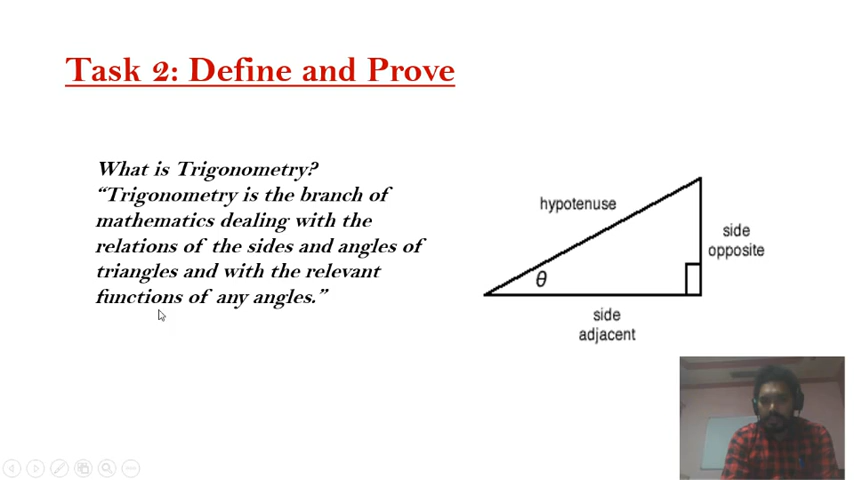 Task 2: Define and Prove
What is Trigonometry?
“Trigonometry is the branch of
mathematics dealing with the
relations of the sides and angles of
triangles and with the relevant
functions of any angles.”
hypotenuse
side
opposite
θ
side
adjacent